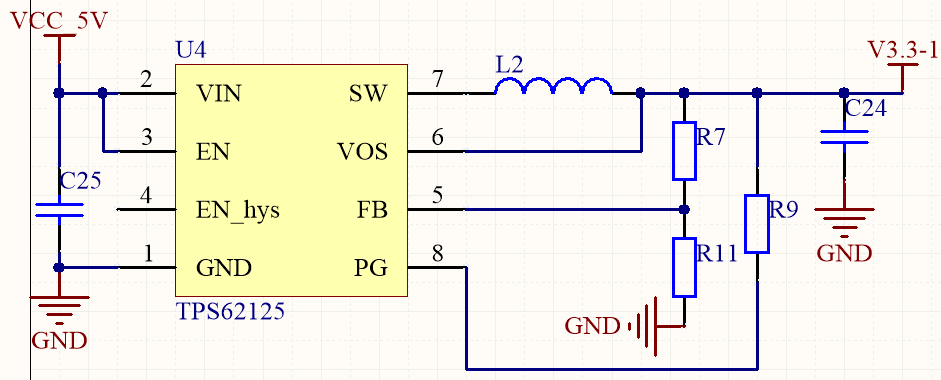 VCC_5V
V3.3-1
U4
L2
2
VIN
SW
7
C24
3
EN
VOS
6
R7
C25
4
EN_hys
FB
5
R9
1
GND
PG
8
R11
GND
TPS62125
GND
GND